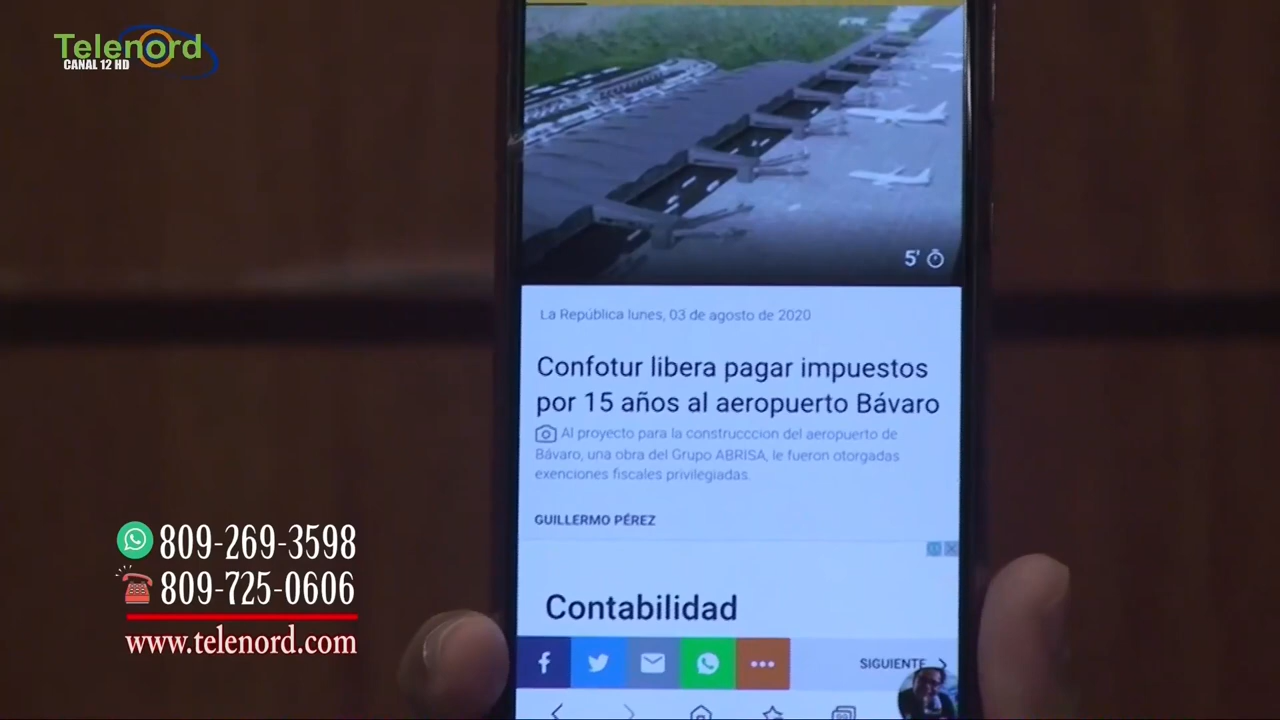 Telenord
CANAL 12 HD
5'
La República lunes, 03 de agosto de 2020
Confotur libera pagar impuestos
por 15 años al aeropuerto Bávaro
Al proyecto para la construcccion del aeropuerto de
Bávaro, una obra del Grupo ABRISA, le fueron otorgadas
exenciones fiscales privilegiadas.
GUILLERMO PÉREZ
Contabilidad
SIGUIENTE
809-269-3598
809-725-0606
www.telenord.com